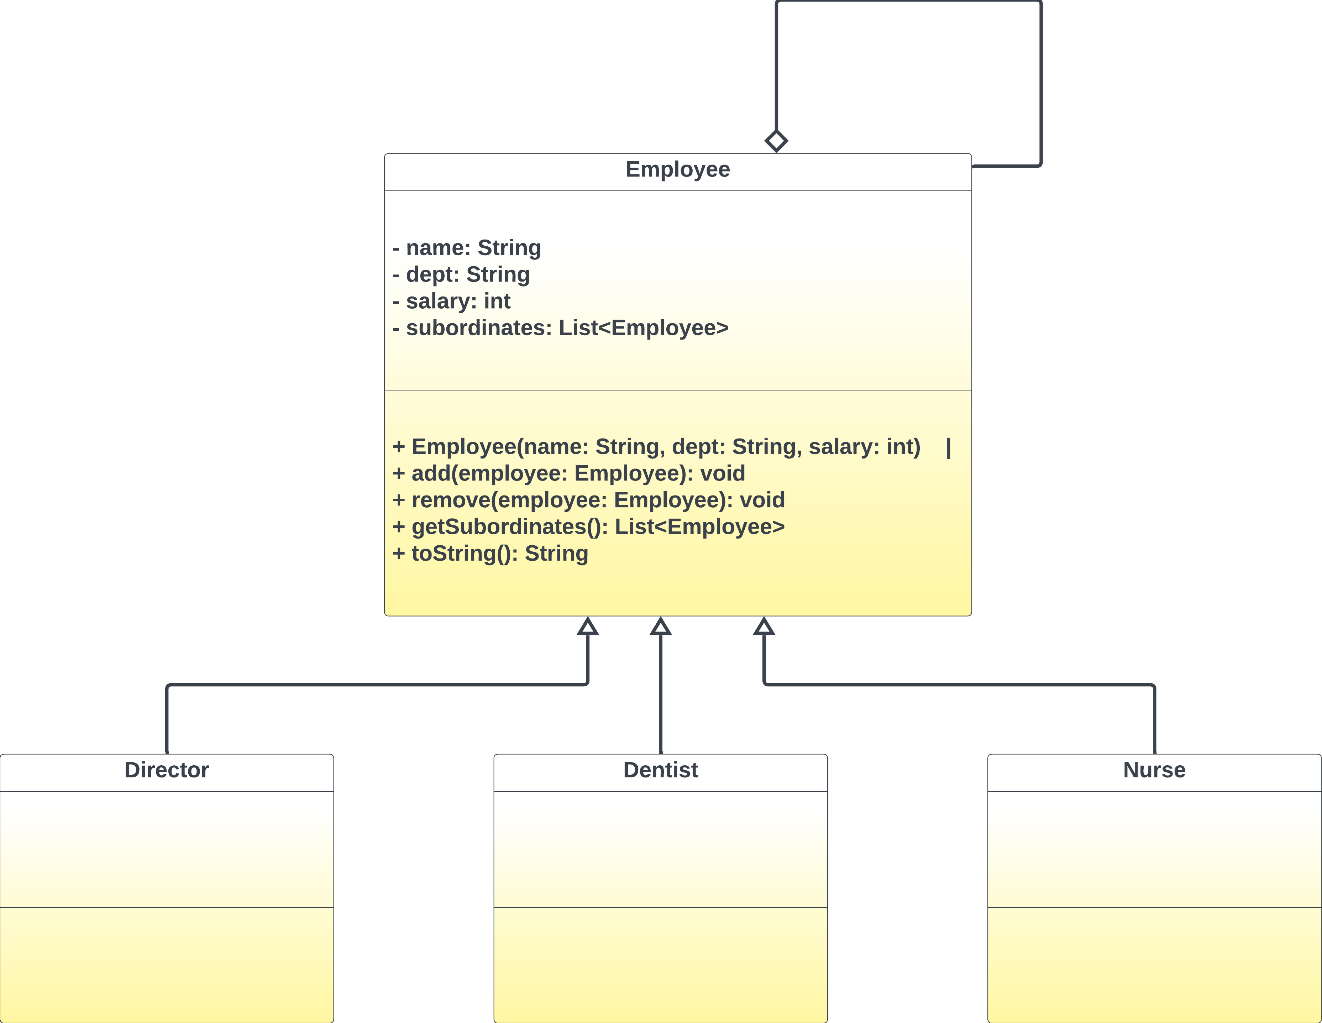 Employee
- name: String
- dept: String
- salary: int
- subordinates: List<Employee>
+ Employee(name: String, dept: String, salary: int)    |
+ add(employee: Employee): void
+ remove(employee: Employee): void
+ getSubordinates(): List<Employee>
+ toString(): String
Director
Dentist
Nurse